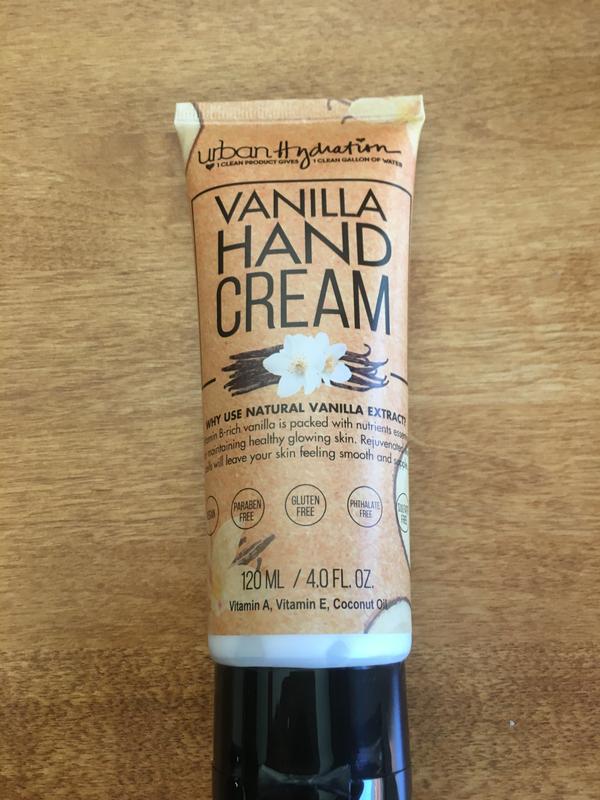 urban Hydration
1 CLEAN PRODUCT GIVES 1 CLEAN GALLON OF WATER
VANILLA
HAND
CREAM
WHY USE NATURAL VANILLA EXTRACT?
B-rich vanilla is packed with nutrients
maintaining healthy glowing skin.
will leave your skin feeling smooth and
PARABEN FREE
GLUTEN FREE
PHTHALATE FREE
120 ML / 4.0 FL. OZ.
Vitamin A, Vitamin E, Coconut Oil